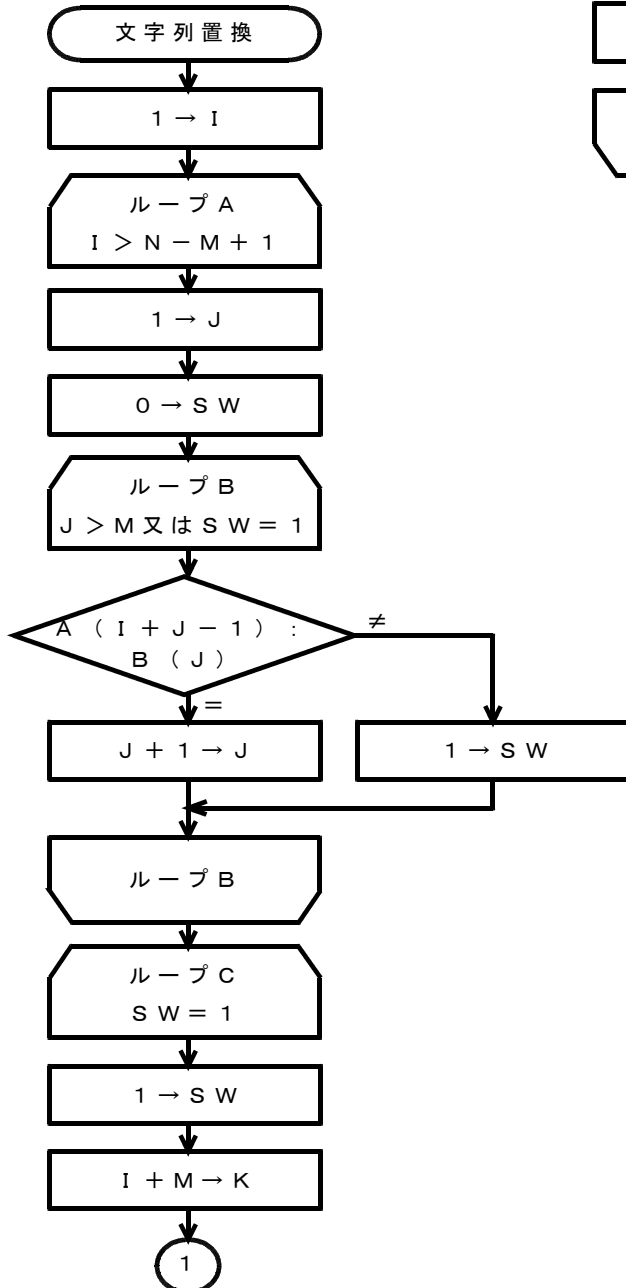 文字列置換
1 → I
ループA
I > N - M + 1
1 → J
0 → SW
ループB
J > M 又は SW = 1
A ( I + J - 1 ) :
B ( J )
≠
=
J + 1 → J
1 → SW
ループB
ループC
SW = 1
1 → SW
I + M → K
1